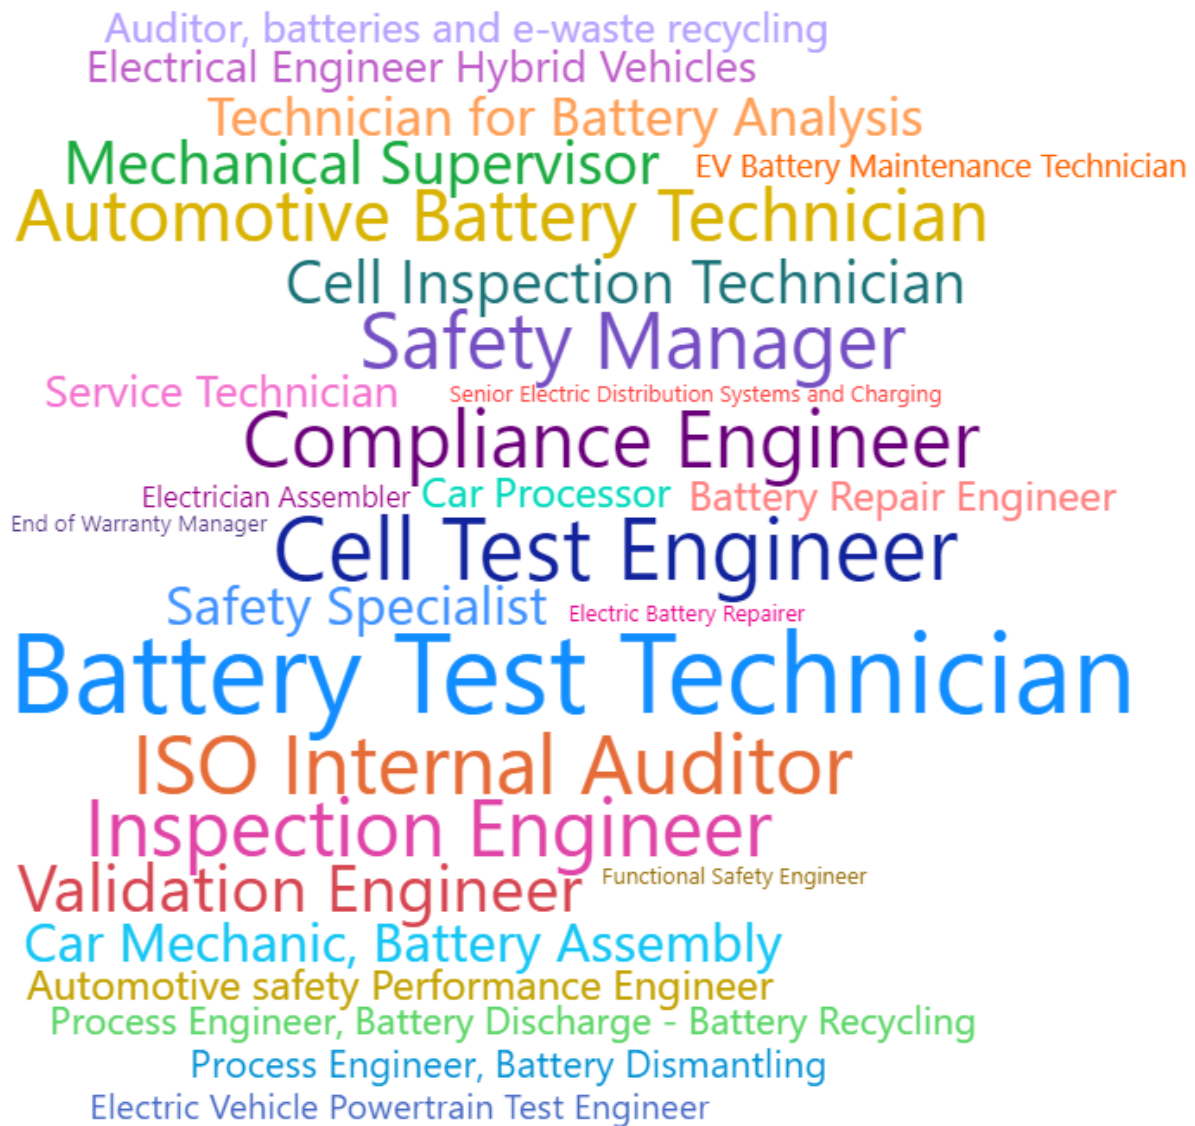 Auditor, batteries and e-waste recycling
Electrical Engineer Hybrid Vehicles
Technician for Battery Analysis
Mechanical Supervisor
EV Battery Maintenance Technician
Automotive Battery Technician
Cell Inspection Technician
Safety Manager
Service Technician
Senior Electric Distribution Systems and Charging
Compliance Engineer
Electrician Assembler
Car Processor
Battery Repair Engineer
End of Warranty Manager
Cell Test Engineer
Safety Specialist
Electric Battery Repairer
Battery Test Technician
ISO Internal Auditor
Inspection Engineer
Validation Engineer
Functional Safety Engineer
Car Mechanic, Battery Assembly
Automotive safety Performance Engineer
Process Engineer, Battery Discharge - Battery Recycling
Process Engineer, Battery Dismantling
Electric Vehicle Powertrain Test Engineer